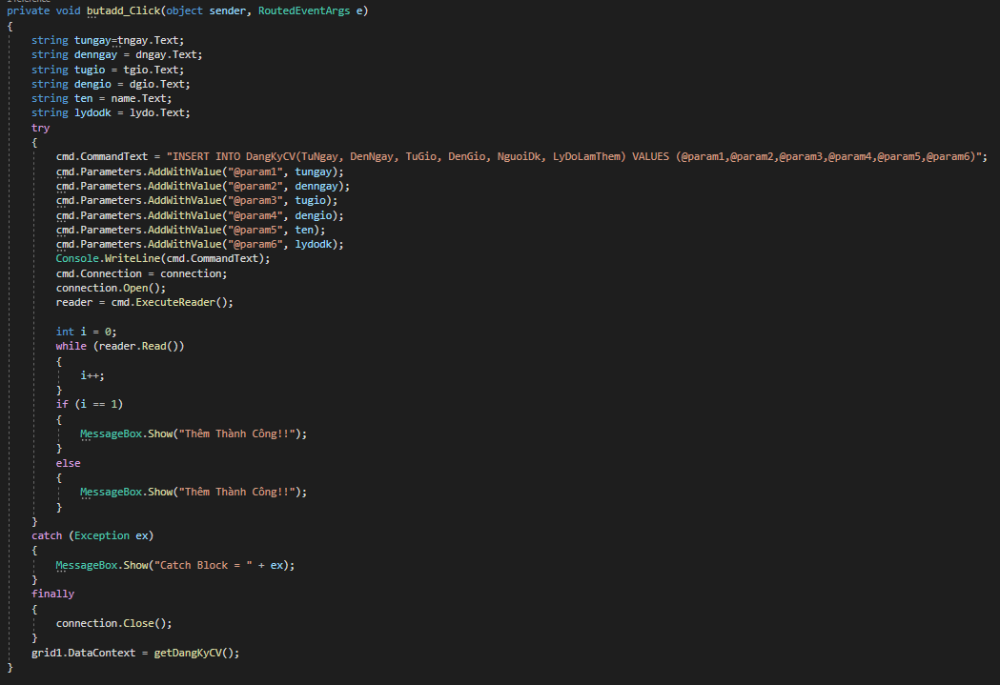 private void butadd_Click(object sender, RoutedEventArgs e)
{
string tungay=tngay.Text;
string denngay = dngay.Text;
string tugio = tgio.Text;
string dengio = dgio.Text;
string ten = name.Text;
string lydodk = lydo.Text;
try
{
cmd.CommandText = "INSERT INTO DangKyCV(TuNgay, DenNgay, TuGio, DenGio, NguoiDk, LyDoLamThem) VALUES (@param1,@param2,@param3,@param4,@param5,@param6)";
cmd.Parameters.AddWithValue("@param1", tungay);
cmd.Parameters.AddWithValue("@param2", denngay);
cmd.Parameters.AddWithValue("@param3", tugio);
cmd.Parameters.AddWithValue("@param4", dengio);
cmd.Parameters.AddWithValue("@param5", ten);
cmd.Parameters.AddWithValue("@param6", lydodk);
Console.WriteLine(cmd.CommandText);
cmd.Connection = connection;
connection.Open();
reader = cmd.ExecuteReader();
int i = 0;
while (reader.Read())
{
i++;
}
if (i == 1)
{
MessageBox.Show("Thêm Thành Công!!");
}
else
{
MessageBox.Show("Thêm Thành Công!!");
}
}
catch (Exception ex)
{
MessageBox.Show("Catch Block = " + ex);
}
finally
{
connection.Close();
}
grid1.DataContext = getDangKyCV();
}